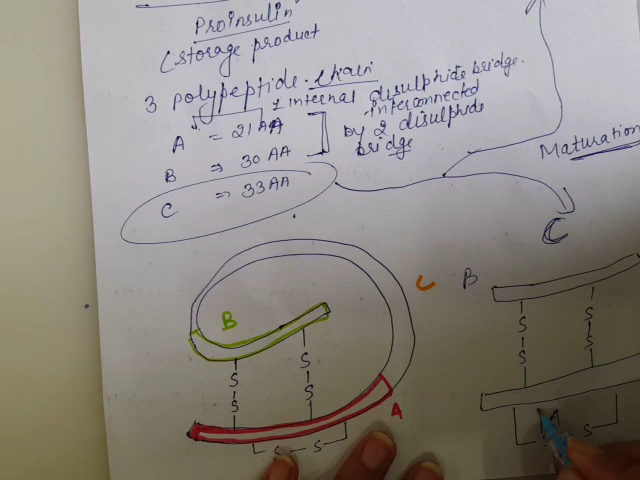 Proinsulin
(storage product
3 polypeptide chain
1 internal disulphide bridge.
A = 21 AA
interconnected
by 2 disulphide
bridge
B ⇒ 30 AA
C ⇒ 33 AA
Maturation
C
B
C
A
S
S
S
S
S — S
B
S
S
S
S
A
S